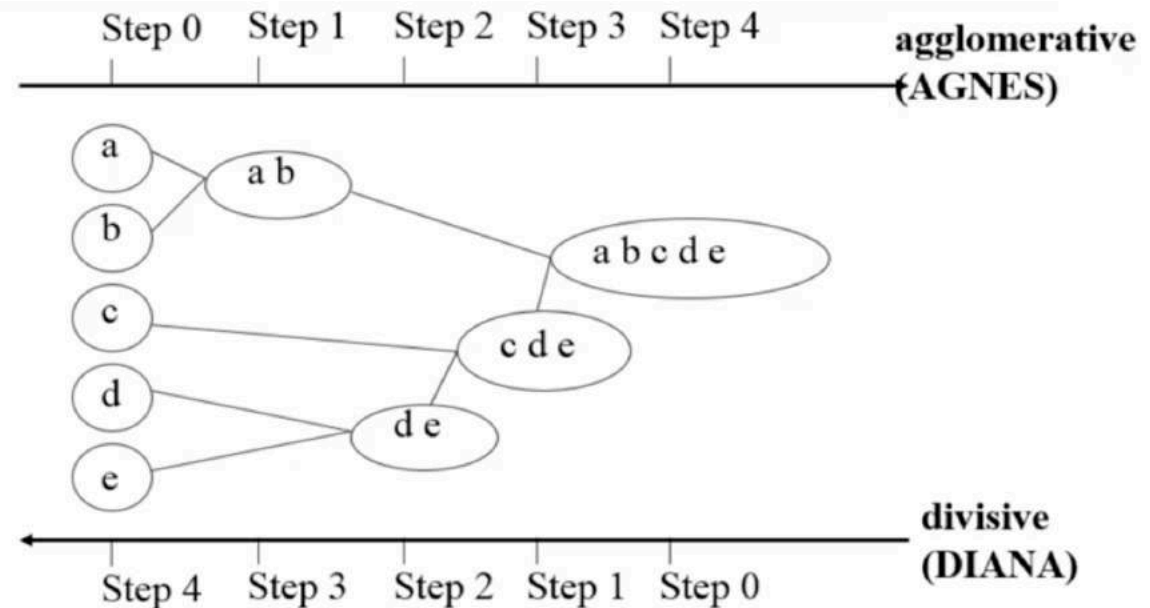 Step 0 Step 1 Step 2 Step 3 Step 4
agglomerative
(AGNES)
a
a b
b
a b c d e
c
c d e
d
d e
e
divisive
(DIANA)
Step 4 Step 3 Step 2 Step 1 Step 0